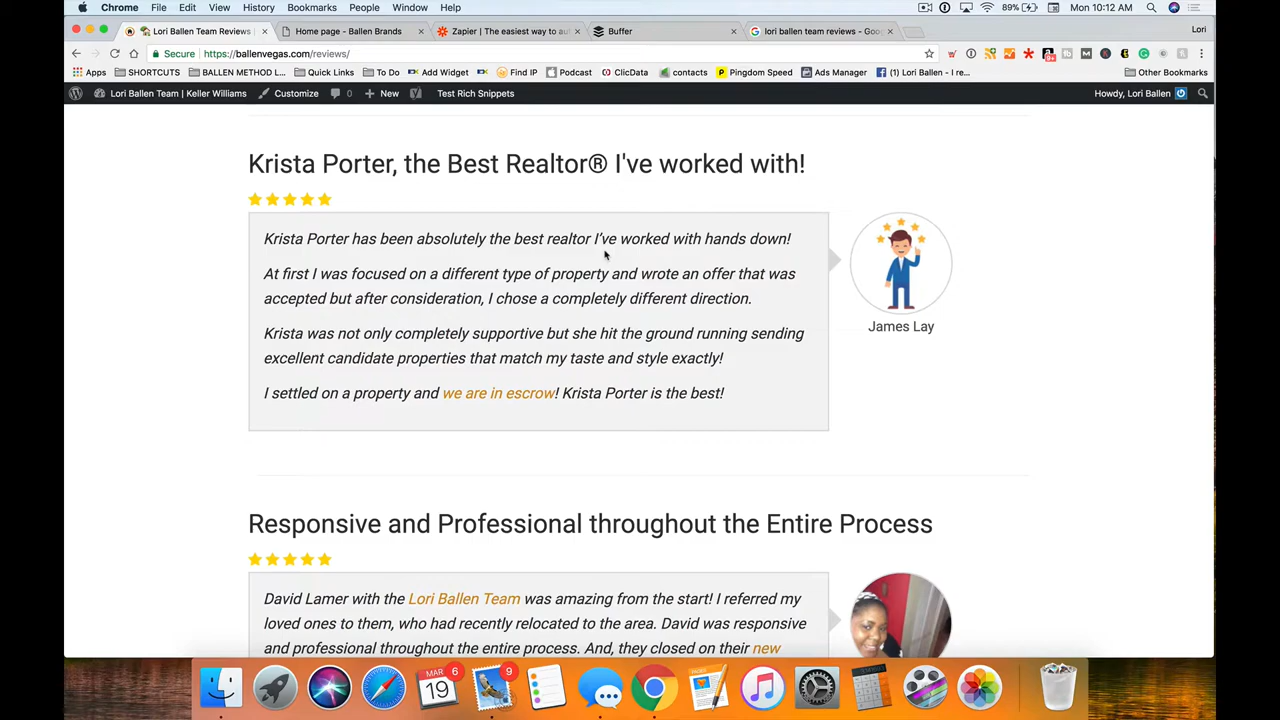 Chrome File Edit View History Bookmarks People Window Help 89% Mon 10:12 AM
Lori Ballen Team Reviews Home page - Ballen Brands Zapier | The easiest way to aut Buffer lori ballen team reviews - Goo Lori
Secure https://ballenvegas.com/reviews/
Apps SHORTCUTS BALLEN METHOD L... Quick Links To Do Add Widget Find IP Podcast ClicData contacts Pingdom Speed Ads Manager (1) Lori Ballen - I re... Other Bookmarks
Lori Ballen Team | Keller Williams Customize 0 New Test Rich Snippets Howdy, Lori Ballen
Krista Porter, the Best Realtor® I've worked with!
Krista Porter has been absolutely the best realtor I've worked with hands down!
At first I was focused on a different type of property and wrote an offer that was
accepted but after consideration, I chose a completely different direction.
Krista was not only completely supportive but she hit the ground running sending
excellent candidate properties that match my taste and style exactly!
I settled on a property and we are in escrow! Krista Porter is the best!
James Lay
Responsive and Professional throughout the Entire Process
David Lamer with the Lori Ballen Team was amazing from the start! I referred my
loved ones to them, who had recently relocated to the area. David was responsive
and professional throughout the entire process. And, they closed on their new
MAR 19 6 9